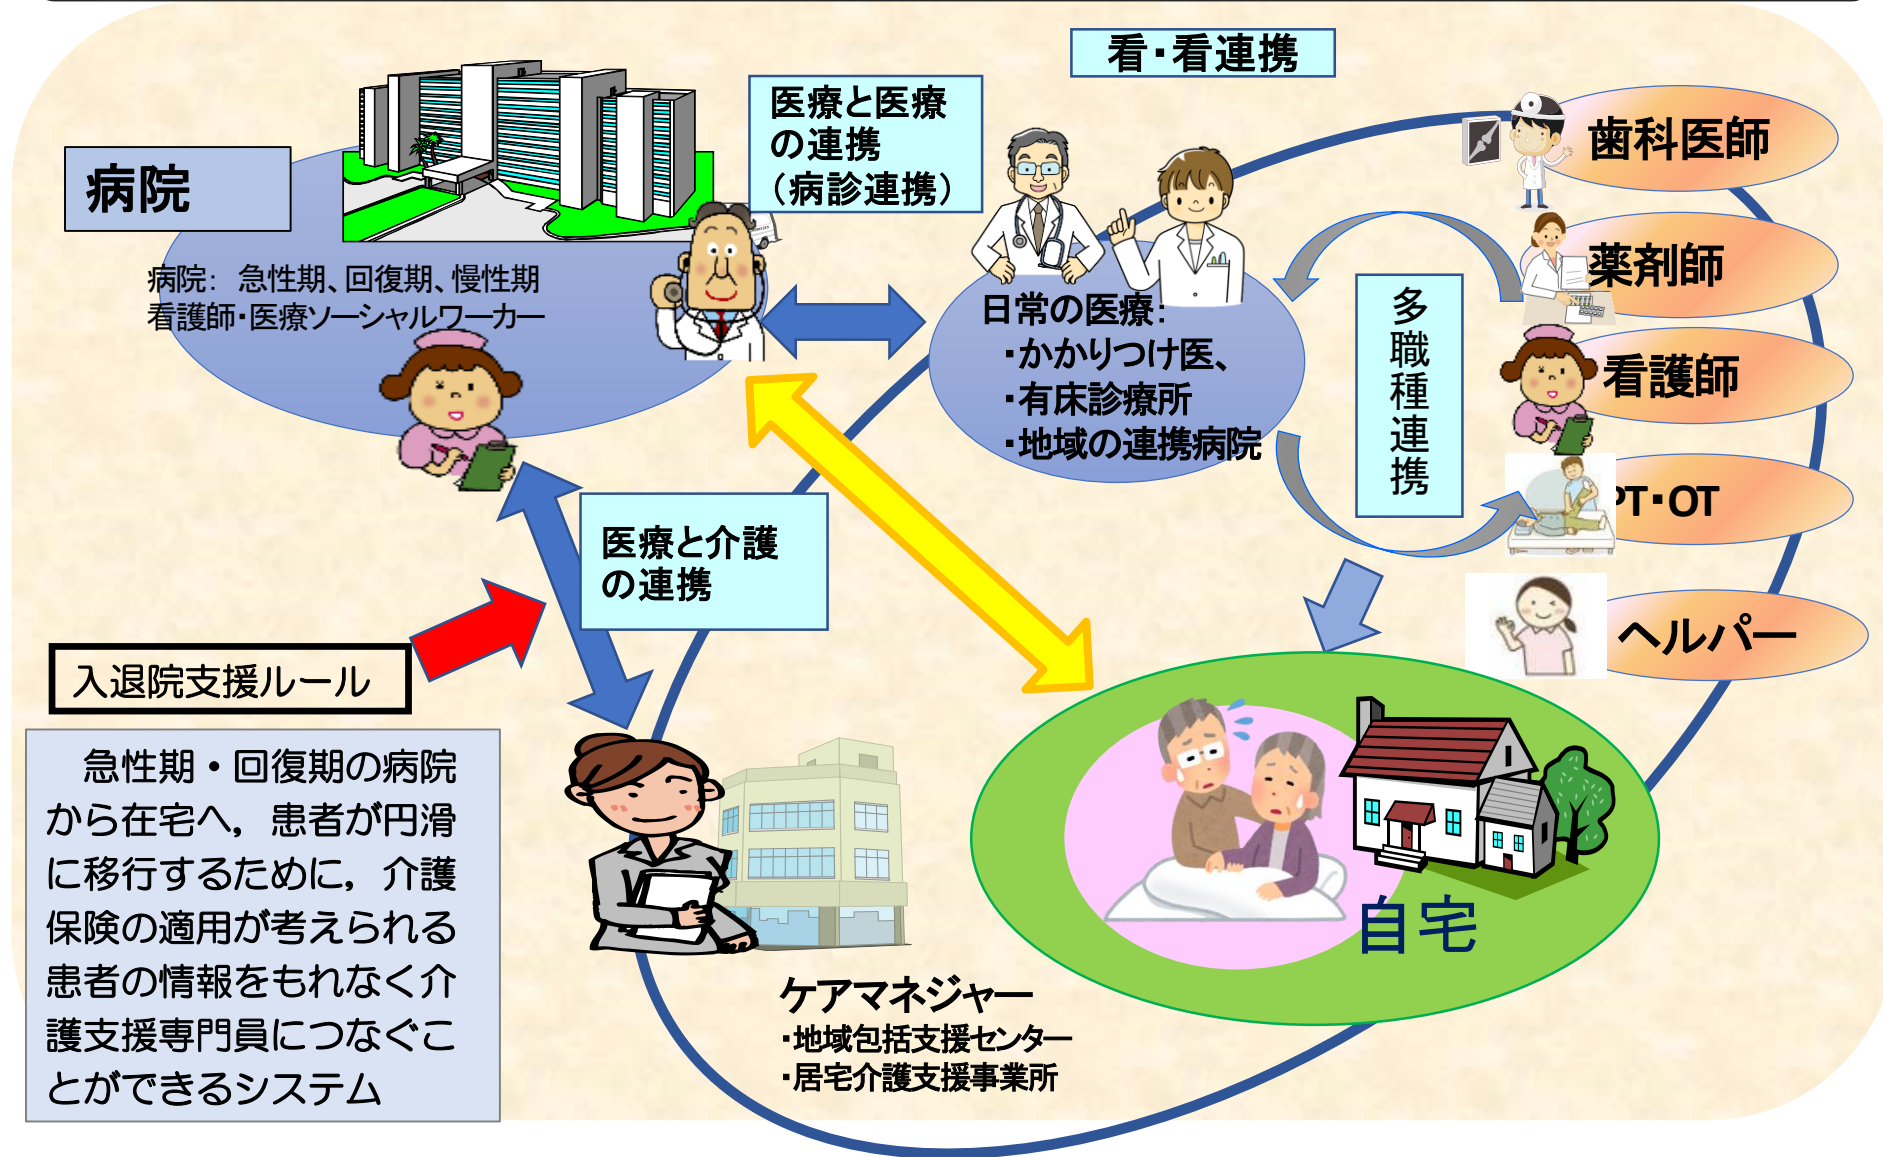 看・看連携
医療と医療
の連携
（病診連携）
病院
病院： 急性期、回復期、慢性期
看護師・医療ソーシャルワーカー
日常の医療：
・かかりつけ医、
・有床診療所
・地域の連携病院
多職種連携
歯科医師
薬剤師
看護師
PT・OT
ヘルパー
医療と介護
の連携
入退院支援ルール
急性期・回復期の病院
から在宅へ，患者が円滑
に移行するために，介護
保険の適用が考えられる
患者の情報をもれなく介
護支援専門員につなぐこ
とができるシステム
ケアマネジャー
・地域包括支援センター
・居宅介護支援事業所
自宅